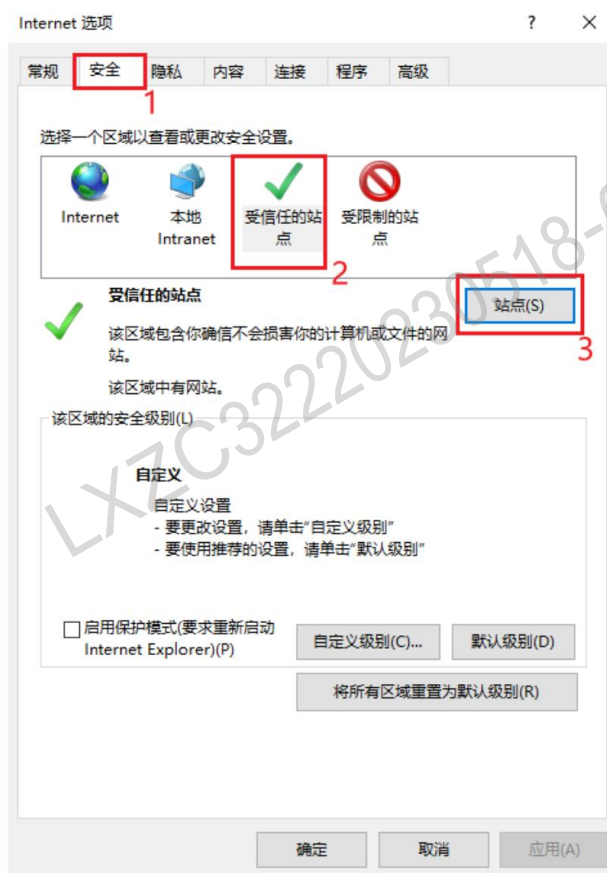 Internet 选项
常规 安全 隐私 内容 连接 程序 高级
1
选择一个区域以查看或更改安全设置。
Internet
本地
Intranet
受信任的站
点
受限制的站
点
2
受信任的站点
站点(S)
3
该区域包含你确信不会损害你的计算机或文件的网
站。
该区域中有网站。
该区域的安全级别(L)
自定义
自定义设置
- 要更改设置，请单击"自定义级别"
- 要使用推荐的设置，请单击"默认级别"
启用保护模式(要求重新启动
Internet Explorer)(P)
自定义级别(C)...
默认级别(D)
将所有区域重置为默认级别(R)
确定 取消 应用(A)
LXZC32220230518-